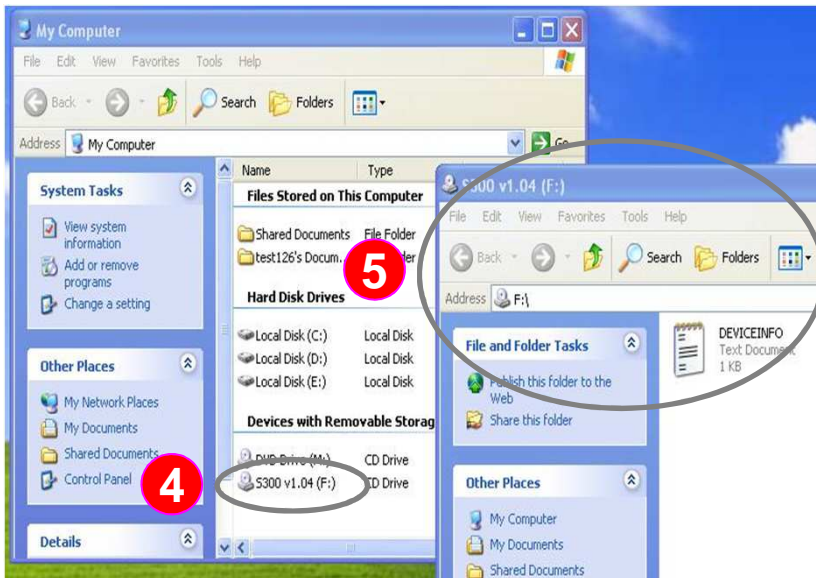 My Computer
File Edit View Favorites Tools Help
Back Search Folders
Address My Computer Go
System Tasks
View system
information
Add or remove
programs
Change a setting
Other Places
My Network Places
My Documents
Shared Documents
Control Panel
Details
Name Type
Files Stored on This Computer
Shared Documents File Folder
test126's Docum...
Hard Disk Drives
Local Disk (C:) Local Disk
Local Disk (D:) Local Disk
Local Disk (E:) Local Disk
Devices with Removable Storag
DVD Drive (M:) CD Drive
S300 v1.04 (F:) CD Drive
4
5
S300 v1.04 (F:)
File Edit View Favorites Tools Help
Back Search Folders
Address F:\
File and Folder Tasks
Publish this folder to the
Web
Share this folder
Other Places
My Computer
My Documents
Shared Documents
DEVICEINFO
Text Document
1 KB